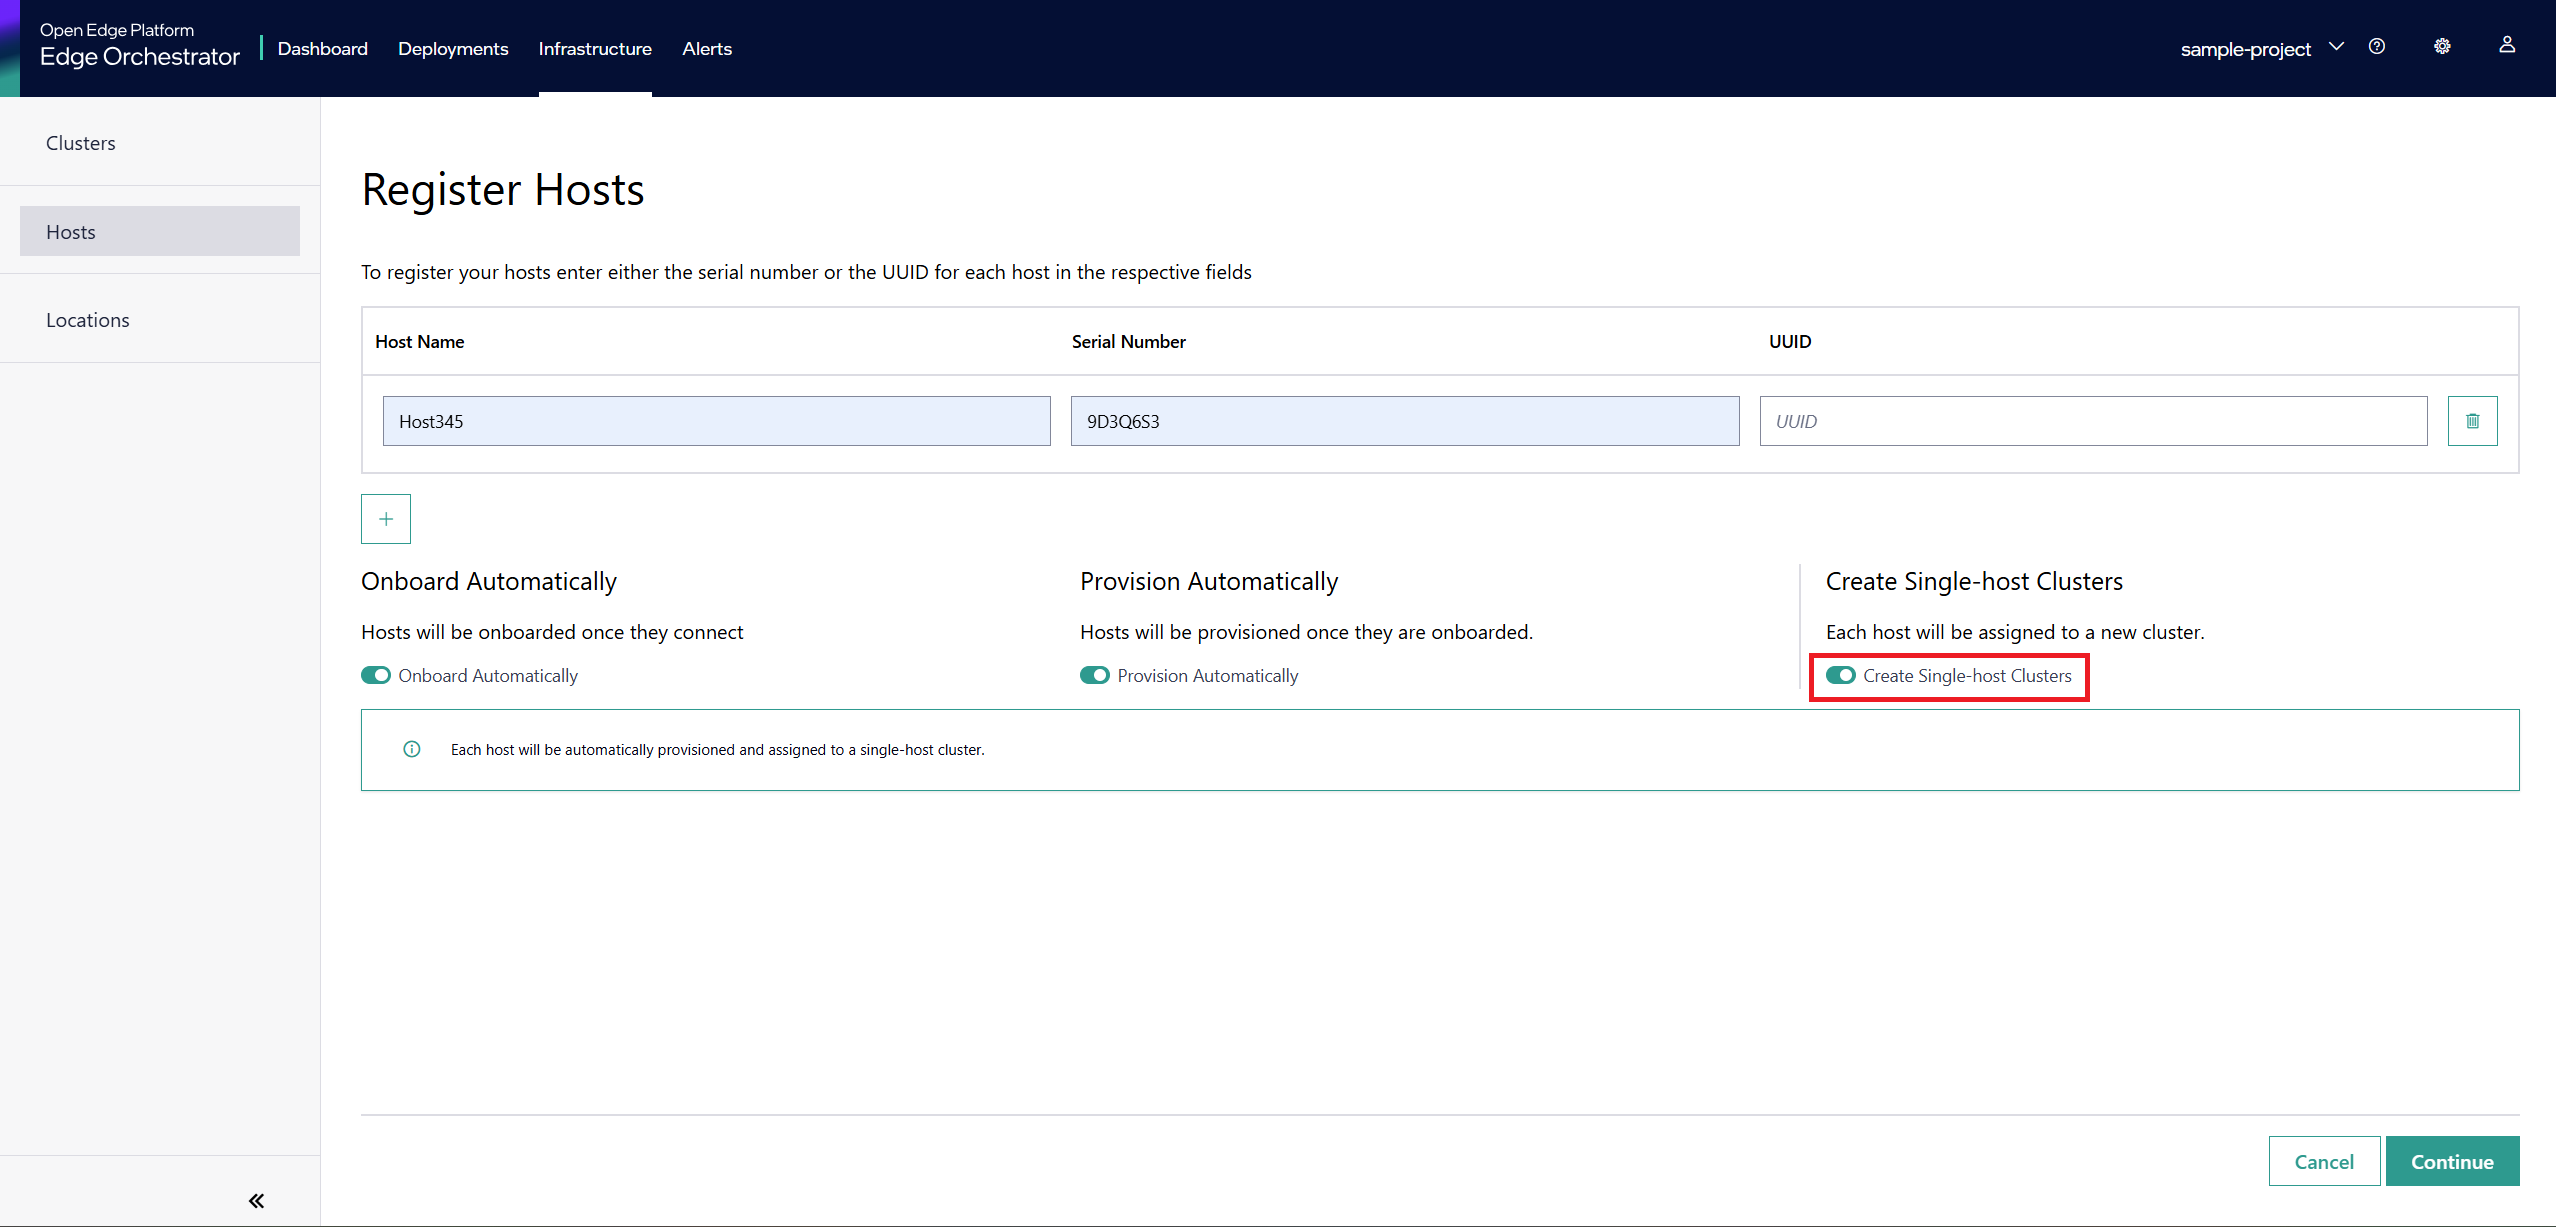 Open Edge Platform
Edge Orchestrator
Dashboard Deployments Infrastructure Alerts
sample-project
Clusters
Hosts
Locations
Register Hosts
To register your hosts enter either the serial number or the UUID for each host in the respective fields
Host Name Serial Number UUID
Host345 9D3Q6S3 UUID
Onboard Automatically Provision Automatically Create Single-host Clusters
Hosts will be onboarded once they connect Hosts will be provisioned once they are onboarded. Each host will be assigned to a new cluster.
Onboard Automatically Provision Automatically Create Single-host Clusters
Each host will be automatically provisioned and assigned to a single-host cluster.
Cancel Continue